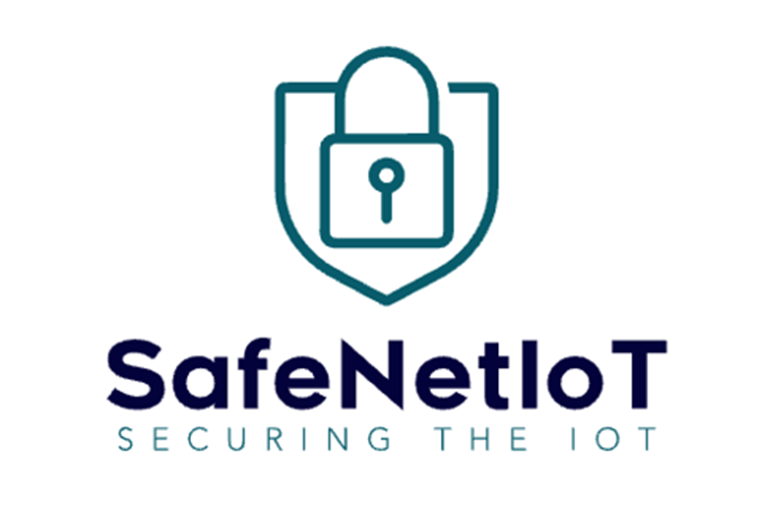 SafeNetIoT
SECURING THE IOT